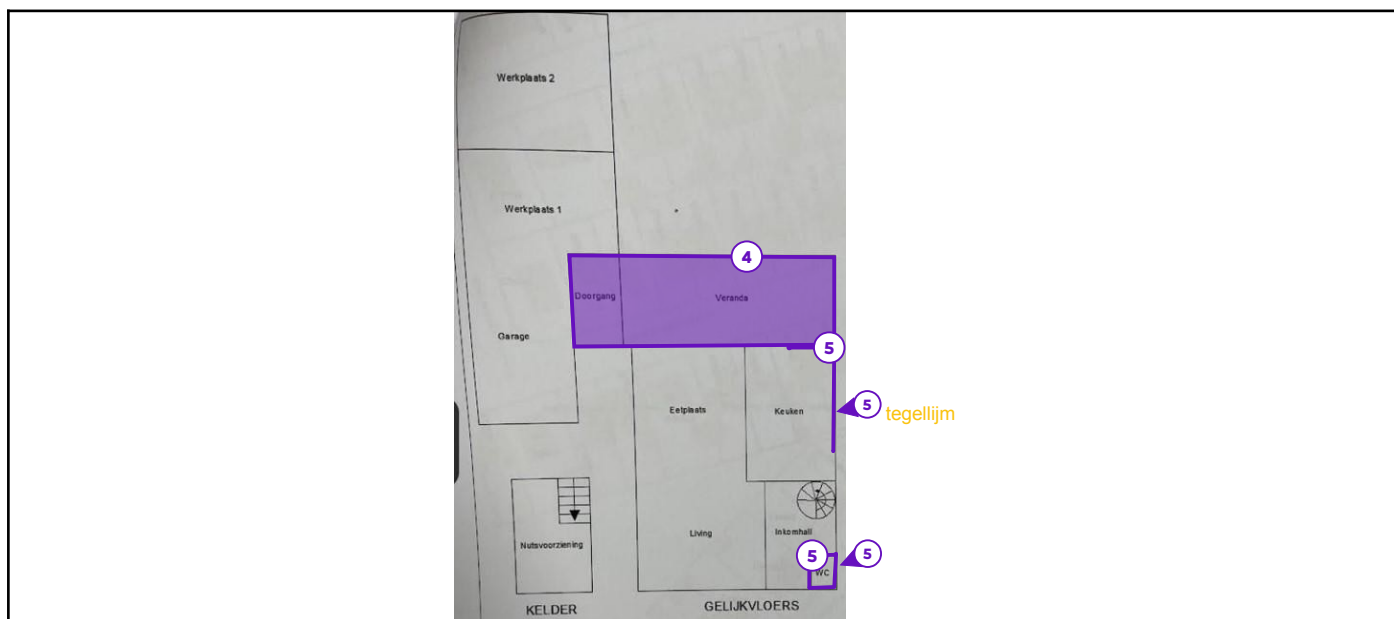 Werkplaats 2
Werkplaats 1
4
Doorgang
Veranda
Garage
5
Eetplaats
Keuken
5
tegellijm
Living
Inkomhall
Nutsvoorziening
5
5
WC
KELDER
GELIJKVLOERS